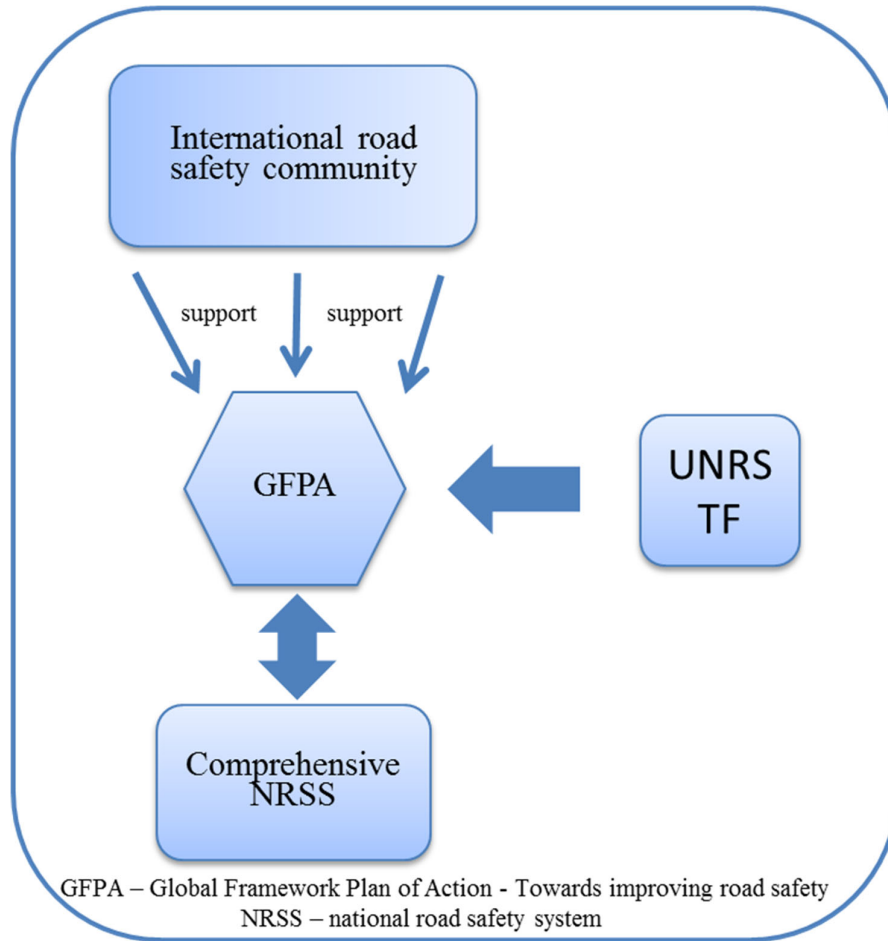 International road
safety community
support
support
GFPA
UNRS
TF
Comprehensive
NRSS
GFPA – Global Framework Plan of Action - Towards improving road safety
NRSS – national road safety system